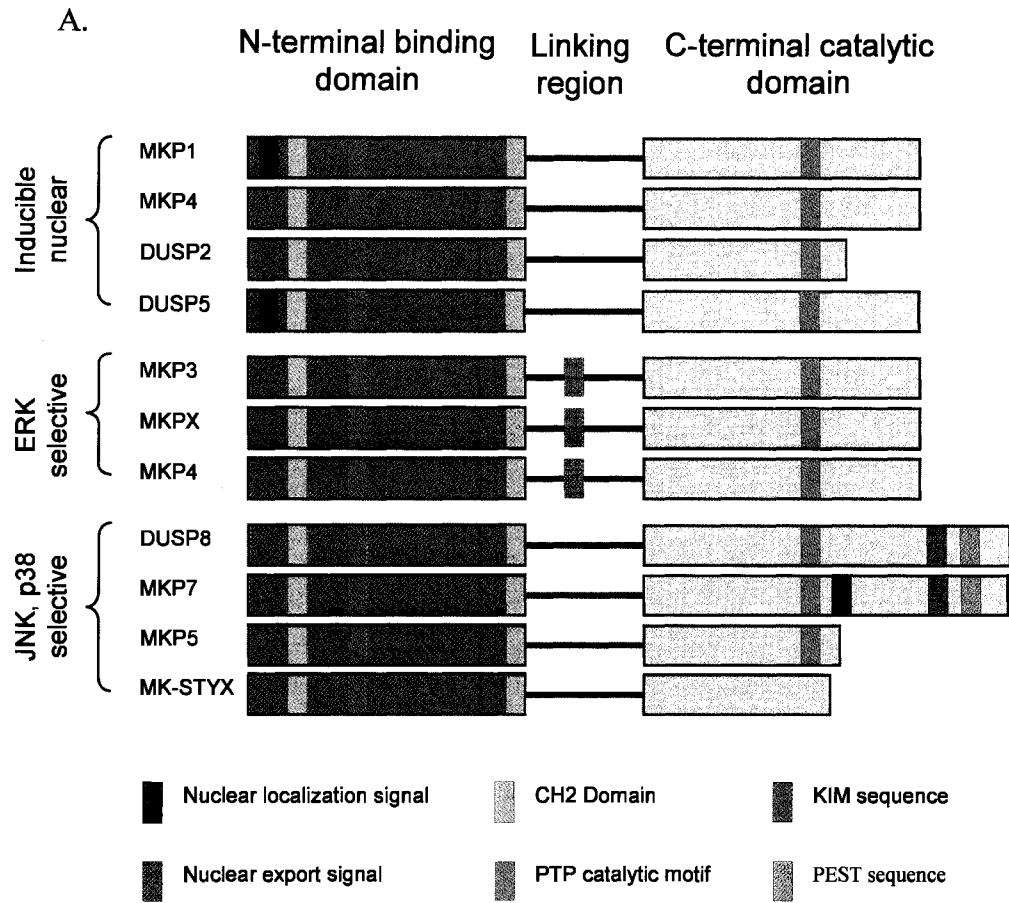 A.
N-terminal binding
domain
Linking
region
C-terminal catalytic
domain
Inducible
nuclear
MKP1
MKP4
DUSP2
DUSP5
ERK
selective
MKP3
MKPX
MKP4
JNK, p38
selective
DUSP8
MKP7
MKP5
MK-STYX
Nuclear localization signal
CH2 Domain
KIM sequence
Nuclear export signal
PTP catalytic motif
PEST sequence